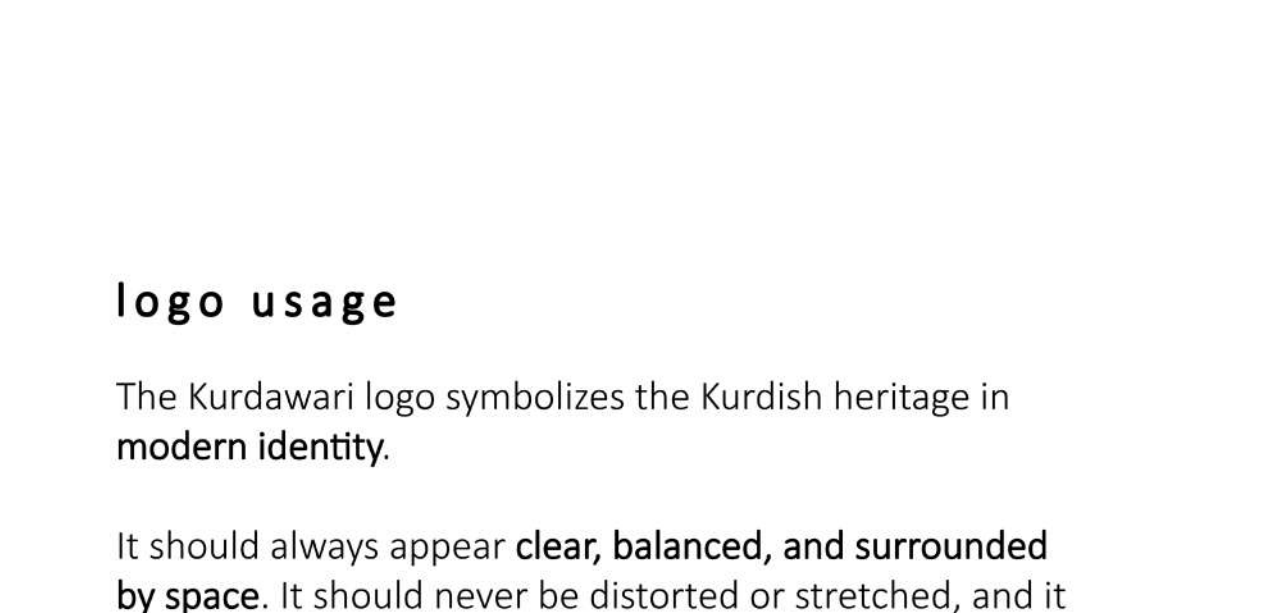 logo usage
The Kurdawari logo symbolizes the Kurdish heritage in
modern identity.
It should always appear clear, balanced, and surrounded
by space. It should never be distorted or stretched, and it